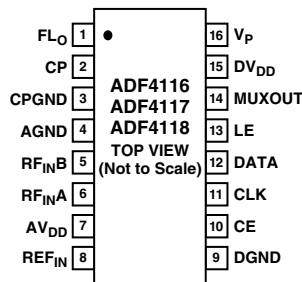 FLO 1
CP 2
CPGND 3
AGND 4
RFINB 5
RFINA 6
AVDD 7
REFIN 8
ADF4116
ADF4117
ADF4118
TOP VIEW
(Not to Scale)
16 VP
15 DVDD
14 MUXOUT
13 LE
12 DATA
11 CLK
10 CE
9 DGND